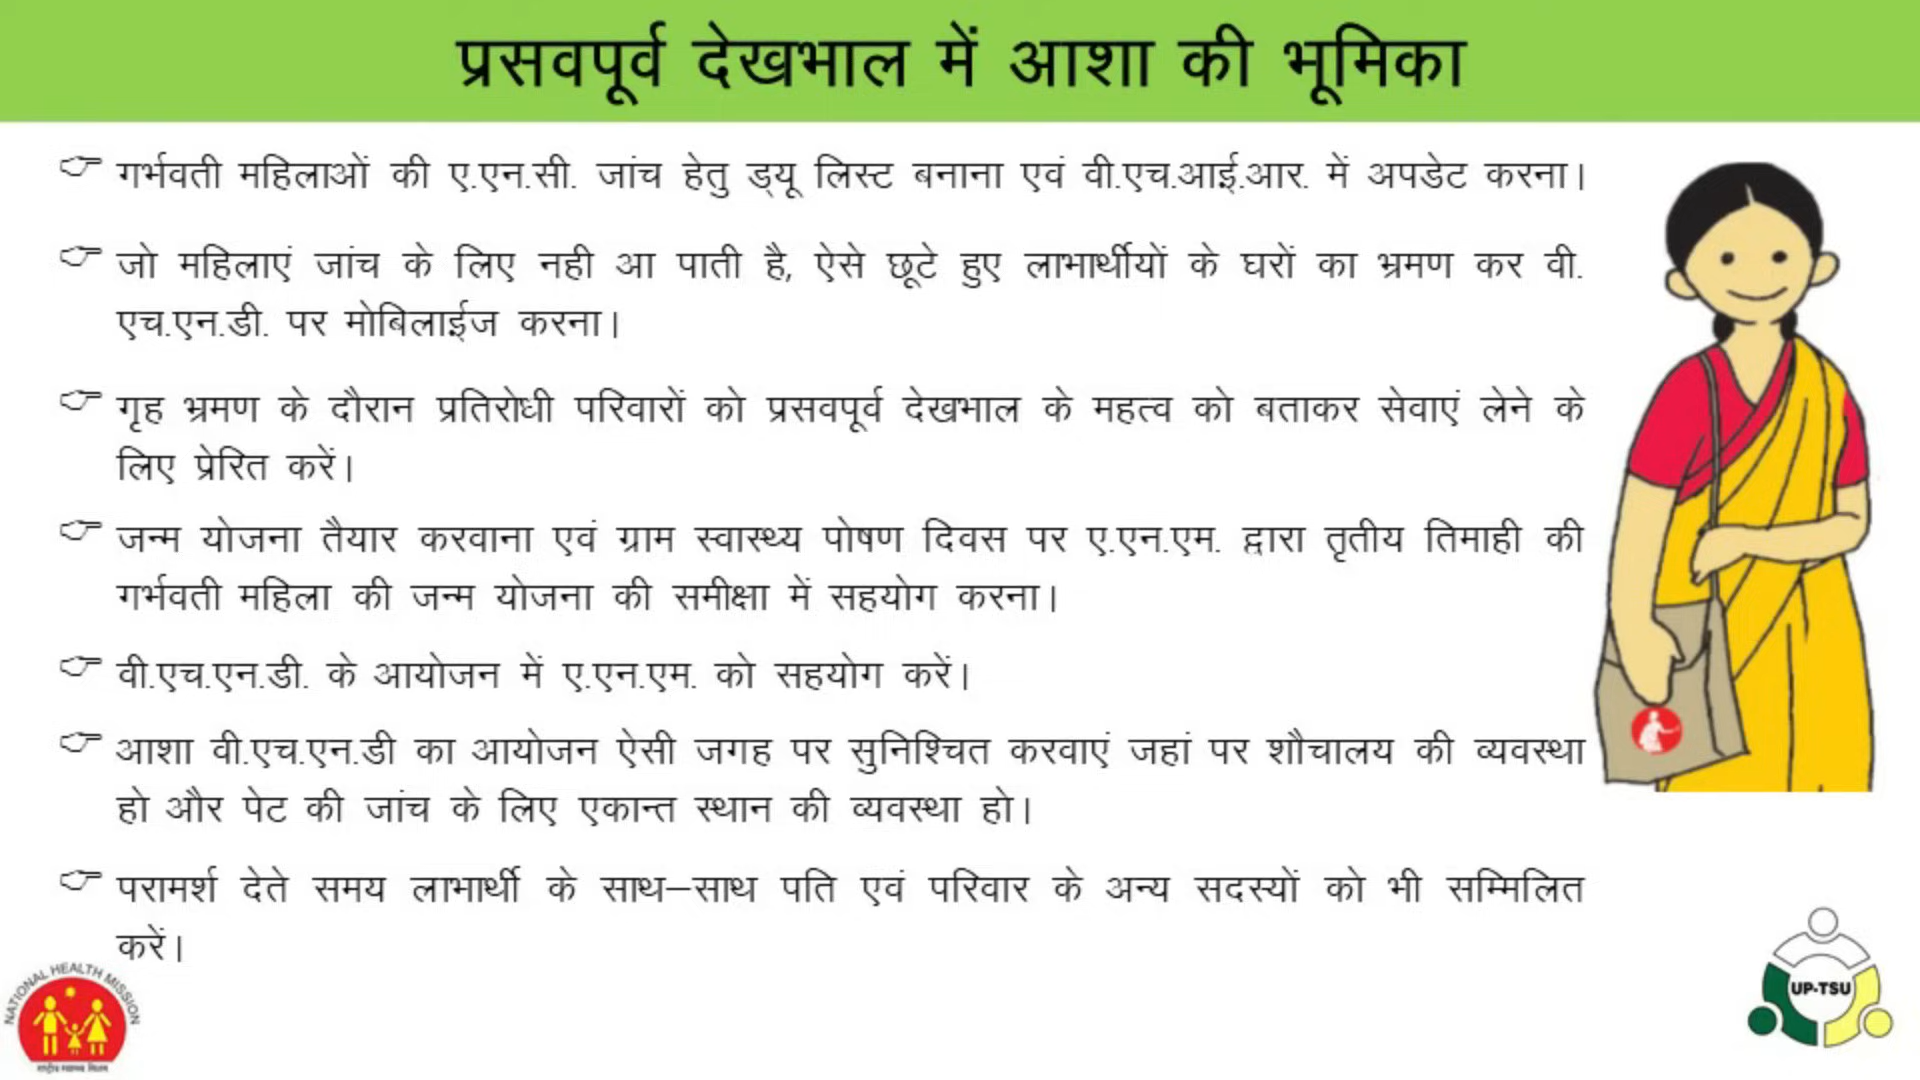 प्रसवपूर्व देखभाल में आशा की भूमिका
गर्भवती महिलाओं की ए.एन.सी. जांच हेतु ड्यू लिस्ट बनाना एवं वी.एच.आई.आर. में अपडेट करना।
जो महिलाएं जांच के लिए नही आ पाती है, ऐसे छूटे हुए लाभार्थीयों के घरों का भ्रमण कर वी.
एच.एन.डी. पर मोबिलाईज करना।
गृह भ्रमण के दौरान प्रतिरोधी परिवारों को प्रसवपूर्व देखभाल के महत्व को बताकर सेवाएं लेने के
लिए प्रेरित करें।
जन्म योजना तैयार करवाना एवं ग्राम स्वास्थ्य पोषण दिवस पर ए.एन.एम. द्वारा तृतीय तिमाही की
गर्भवती महिला की जन्म योजना की समीक्षा में सहयोग करना।
वी.एच.एन.डी. के आयोजन में ए.एन.एम. को सहयोग करें।
आशा वी.एच.एन.डी का आयोजन ऐसी जगह पर सुनिश्चित करवाएं जहां पर शौचालय की व्यवस्था
हो और पेट की जांच के लिए एकान्त स्थान की व्यवस्था हो।
परामर्श देते समय लाभार्थी के साथ–साथ पति एवं परिवार के अन्य सदस्यों को भी सम्मिलित
करें।
NATIONAL HEALTH MISSION
राष्ट्रीय स्वास्थ्य मिशन
UP-TSU